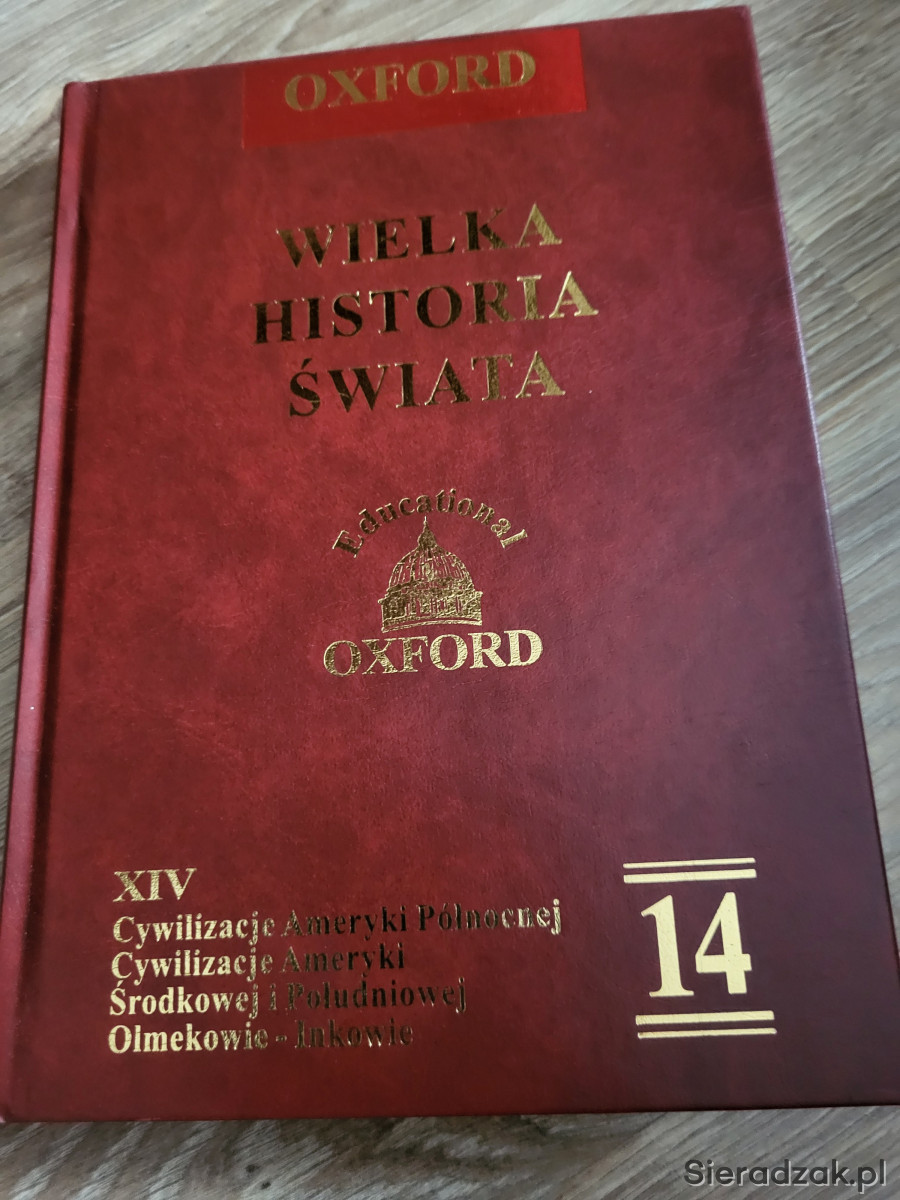 OXFORD
WIELKA
HISTORIA
ŚWIATA
Educational
OXFORD
XIV
Cywilizacje Ameryki Północnej
Cywilizacje Ameryki
Środkowej i Południowej
Olmekowie - Inkowie
14
Sieradzak.pl